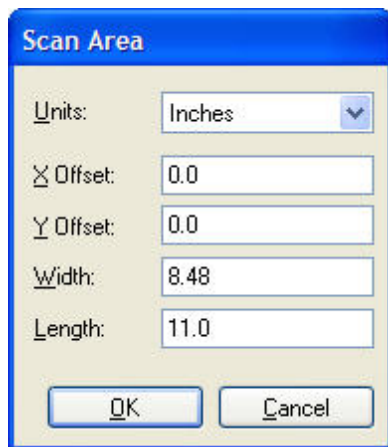 Scan Area
Units: Inches
X Offset: 0.0
Y Offset: 0.0
Width: 8.48
Length: 11.0
OK Cancel